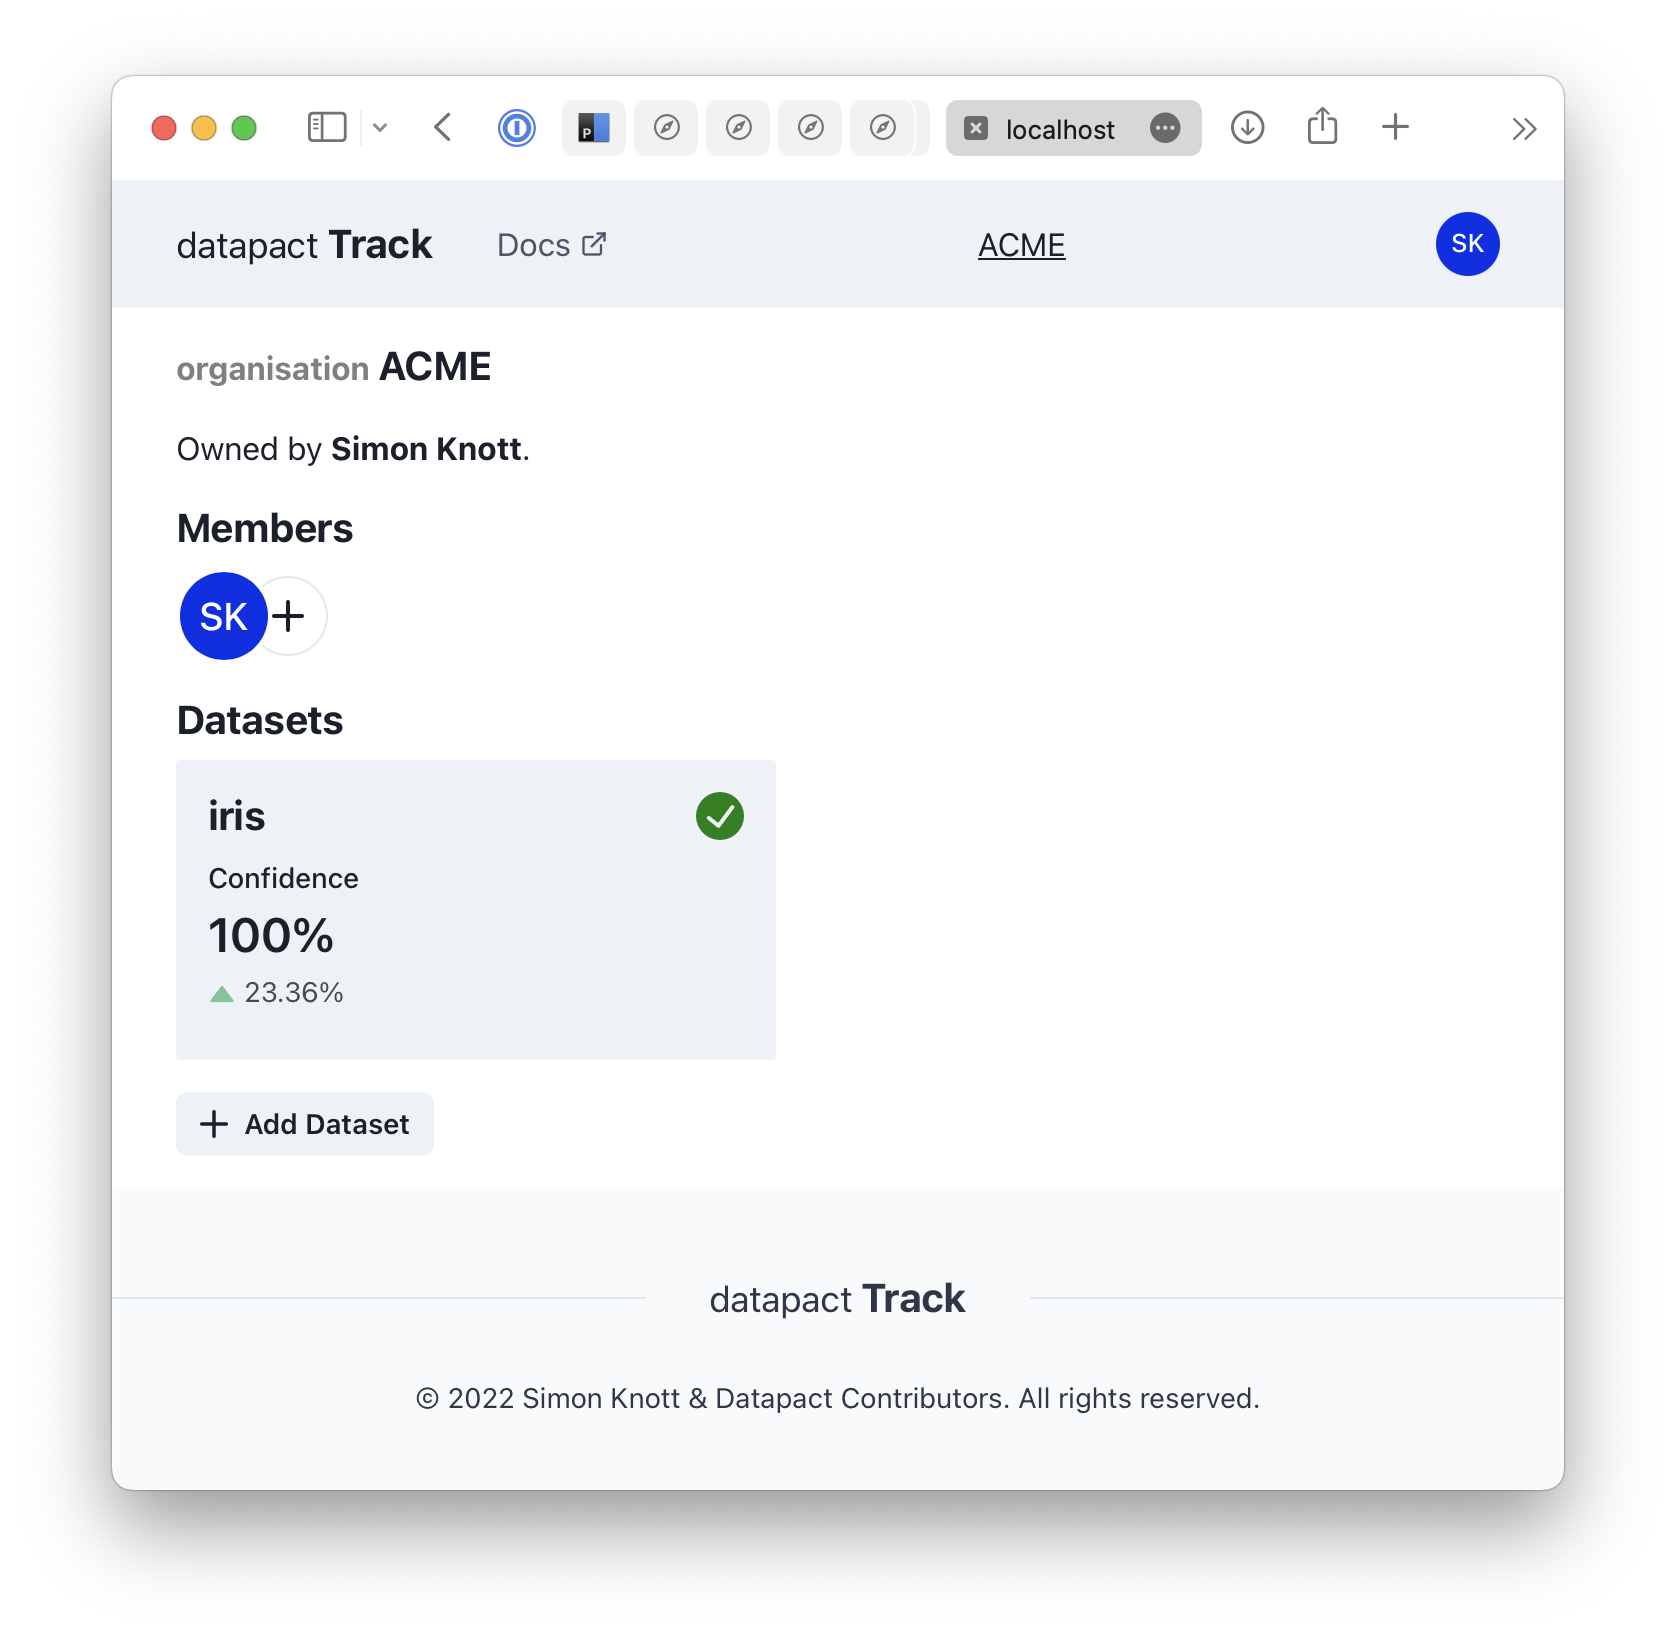 P
localhost
datapact Track Docs ACME SK
organisation ACME
Owned by Simon Knott.
Members
SK
Datasets
iris
Confidence
100%
23.36%
Add Dataset
datapact Track
© 2022 Simon Knott & Datapact Contributors. All rights reserved.